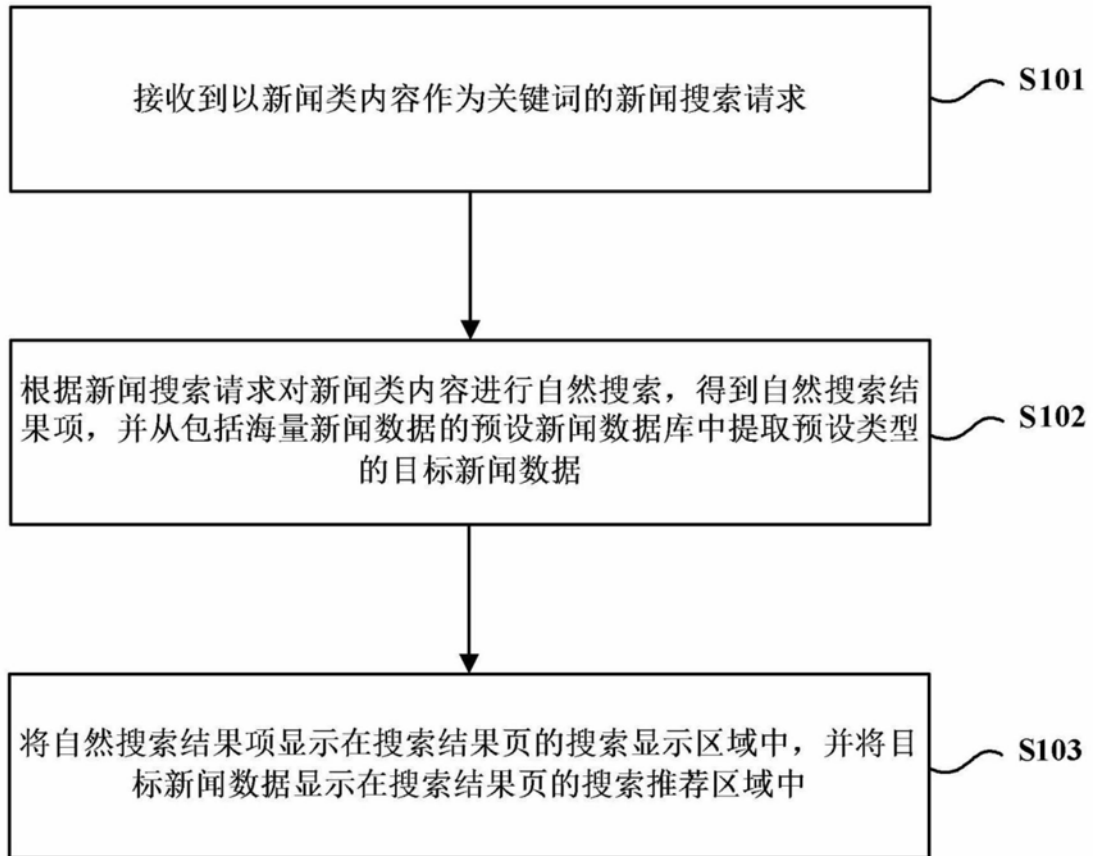 接收到以新闻类内容作为关键词的新闻搜索请求
S101
根据新闻搜索请求对新闻类内容进行自然搜索，得到自然搜索结
果项，并从包括海量新闻数据的预设新闻数据库中提取预设类型
的目标新闻数据
S102
将自然搜索结果项显示在搜索结果页的搜索显示区域中，并将目
标新闻数据显示在搜索结果页的搜索推荐区域中
S103